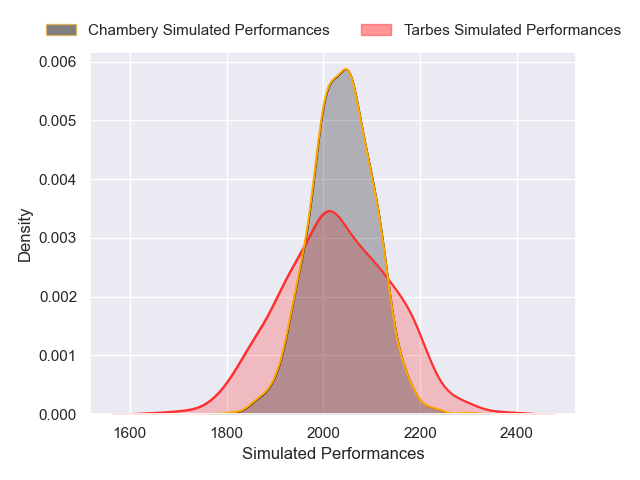 Chambery Simulated Performances Tarbes Simulated Performances
0.006
0.005
0.004
0.003
0.002
0.001
0.000
Density
1600 1800 2000 2200 2400
Simulated Performances